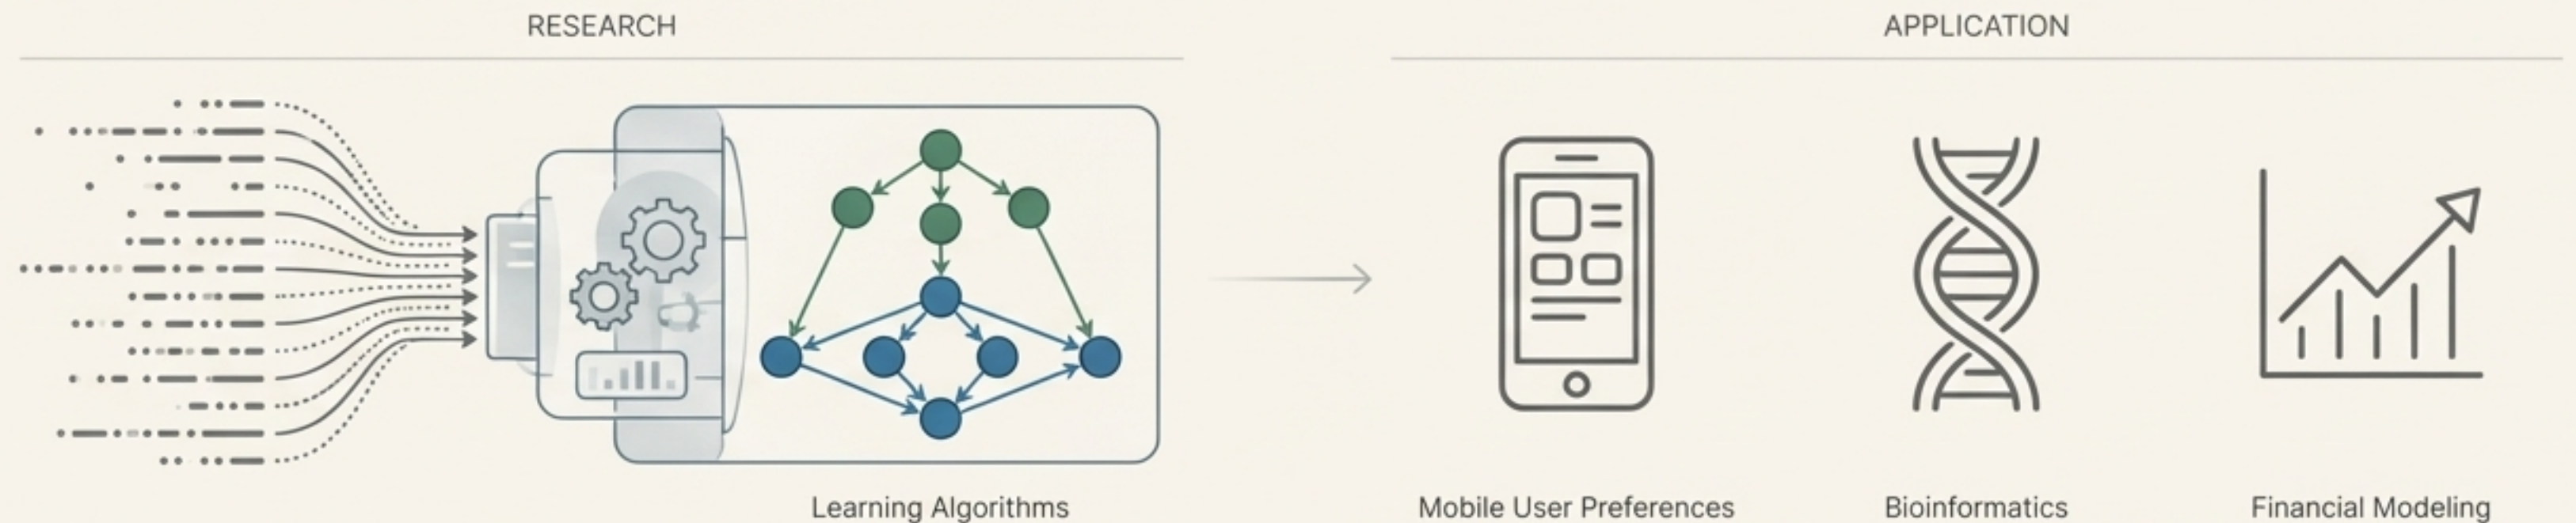 RESEARCH
APPLICATION
Learning Algorithms
Mobile User Preferences
Bioinformatics
Financial Modeling